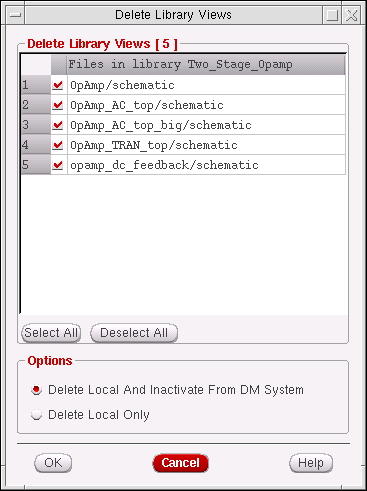 Delete Library Views
Delete Library Views [ 5 ]
Files in library Two_Stage_Opamp
1 OpAmp/schematic
2 OpAmp_AC_top/schematic
3 OpAmp_AC_top_big/schematic
4 OpAmp_TRAN_top/schematic
5 opamp_dc_feedback/schematic
Select All Deselect All
Options
Delete Local And Inactivate From DM System
Delete Local Only
OK Cancel Help